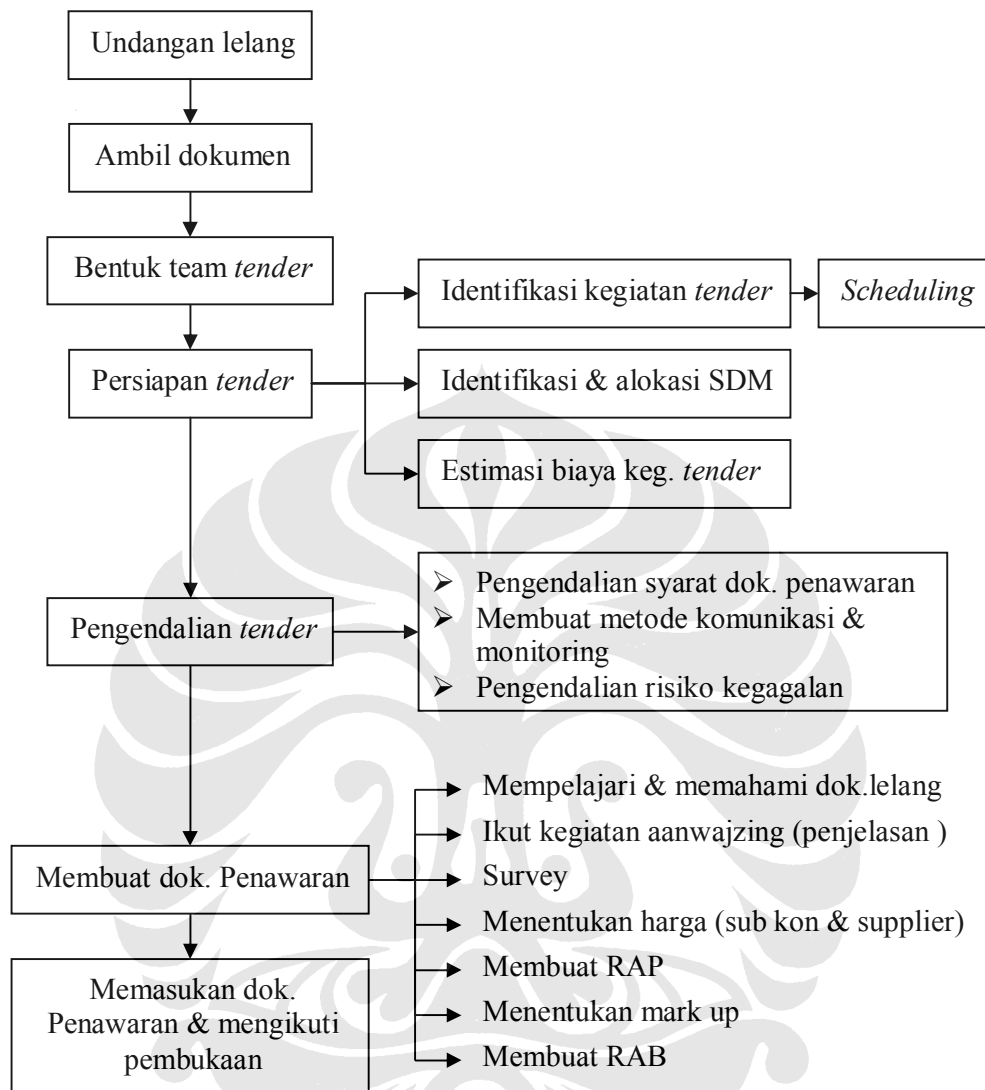 Undangan lelang
Ambil dokumen
Bentuk team tender
Identifikasi kegiatan tender
Scheduling
Persiapan tender
Identifikasi & alokasi SDM
Estimasi biaya keg. tender
Pengendalian tender
➢ Pengendalian syarat dok. penawaran
➢ Membuat metode komunikasi &
monitoring
➢ Pengendalian risiko kegagalan
Membuat dok. Penawaran
Mempelajari & memahami dok.lelang
Ikut kegiatan aanwajzing (penjelasan )
Survey
Menentukan harga (sub kon & supplier)
Membuat RAP
Menentukan mark up
Membuat RAB
Memasukan dok.
Penawaran & mengikuti
pembukaan